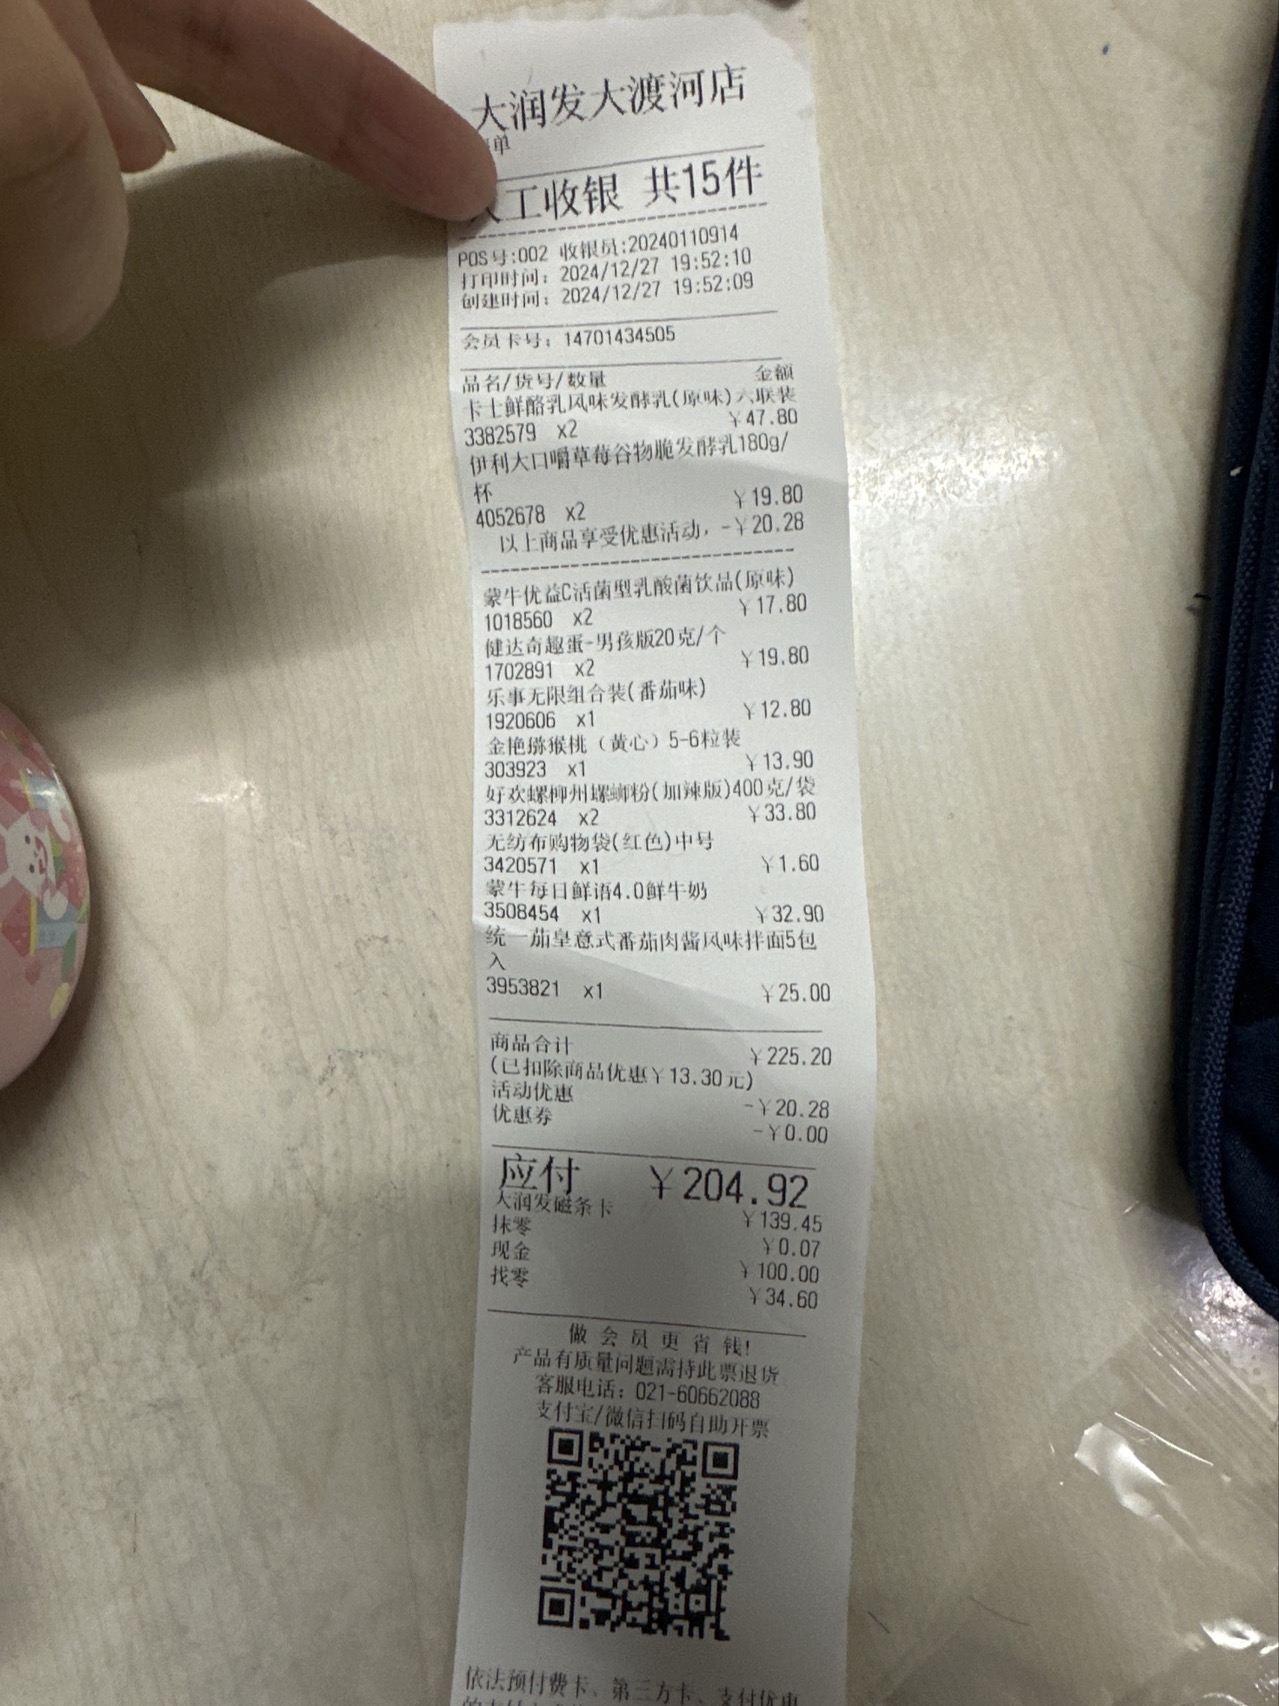 大润发大渡河店
单
工收银 共15件
POS号:002 收银员:20240110914
打印时间: 2024/12/27 19:52:10
创建时间: 2024/12/27 19:52:09
会员卡号: 14701434505
品名/货号/数量 金额
卡士鲜酪乳风味发酵乳(原味)六联装
3382579 x2 ￥47.80
伊利大口嚼草莓谷物脆发酵乳180g/
杯
4052678 x2 ￥19.80
以上商品享受优惠活动,-￥20.28
蒙牛优益C活菌型乳酸菌饮品(原味)
1018560 x2 ￥17.80
健达奇趣蛋-男孩版20克/个
1702891 x2 ￥19.80
乐事无限组合装(番茄味)
1920606 x1 ￥12.80
金艳猕猴桃（黄心）5-6粒装
303923 x1 ￥13.90
好欢螺柳州螺蛳粉(加辣版)400克/袋
3312624 x2 ￥33.80
无纺布购物袋(红色)中号
3420571 x1 ￥1.60
蒙牛每日鲜语4.0鲜牛奶
3508454 x1 ￥32.90
统一茄皇意式番茄肉酱风味拌面5包
入
3953821 x1 ￥25.00
商品合计 ￥225.20
(已扣除商品优惠￥13.30元)
活动优惠 -￥20.28
优惠券 -￥0.00
应付 ￥204.92
大润发磁条卡 ￥139.45
抹零 ￥0.07
现金 ￥100.00
找零 ￥34.60
做会员更省钱!
产品有质量问题需持此票退货
客服电话: 021-60662088
支付宝/微信扫码自助开票
依法预付费卡、第三方卡、支付优惠